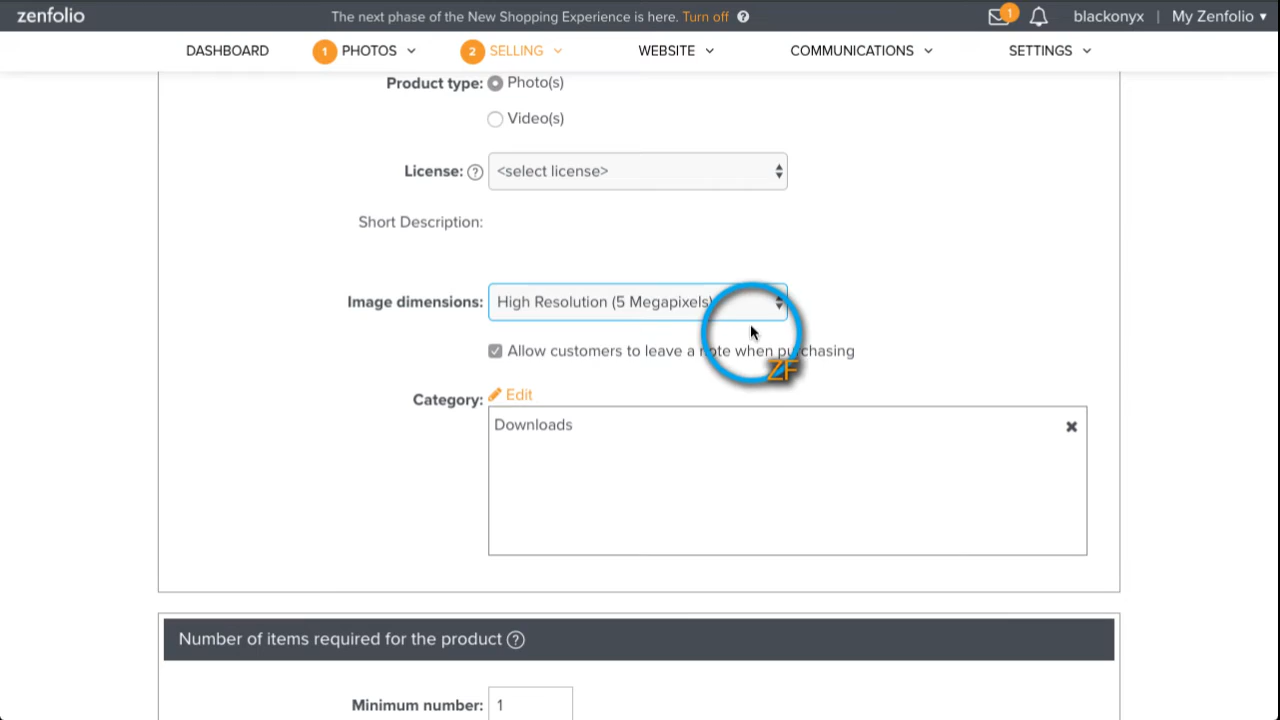 zenfolio
The next phase of the New Shopping Experience is here. Turn off ?
1
blackonyx | My Zenfolio ▾
DASHBOARD
1 PHOTOS
2 SELLING
WEBSITE
COMMUNICATIONS
SETTINGS
Product type: Photo(s)
Video(s)
License: ? <select license>
Short Description:
Image dimensions: High Resolution (5 Megapixels)
Allow customers to leave a note when purchasing
ZF
Category: Edit
Downloads
Number of items required for the product ?
Minimum number: 1